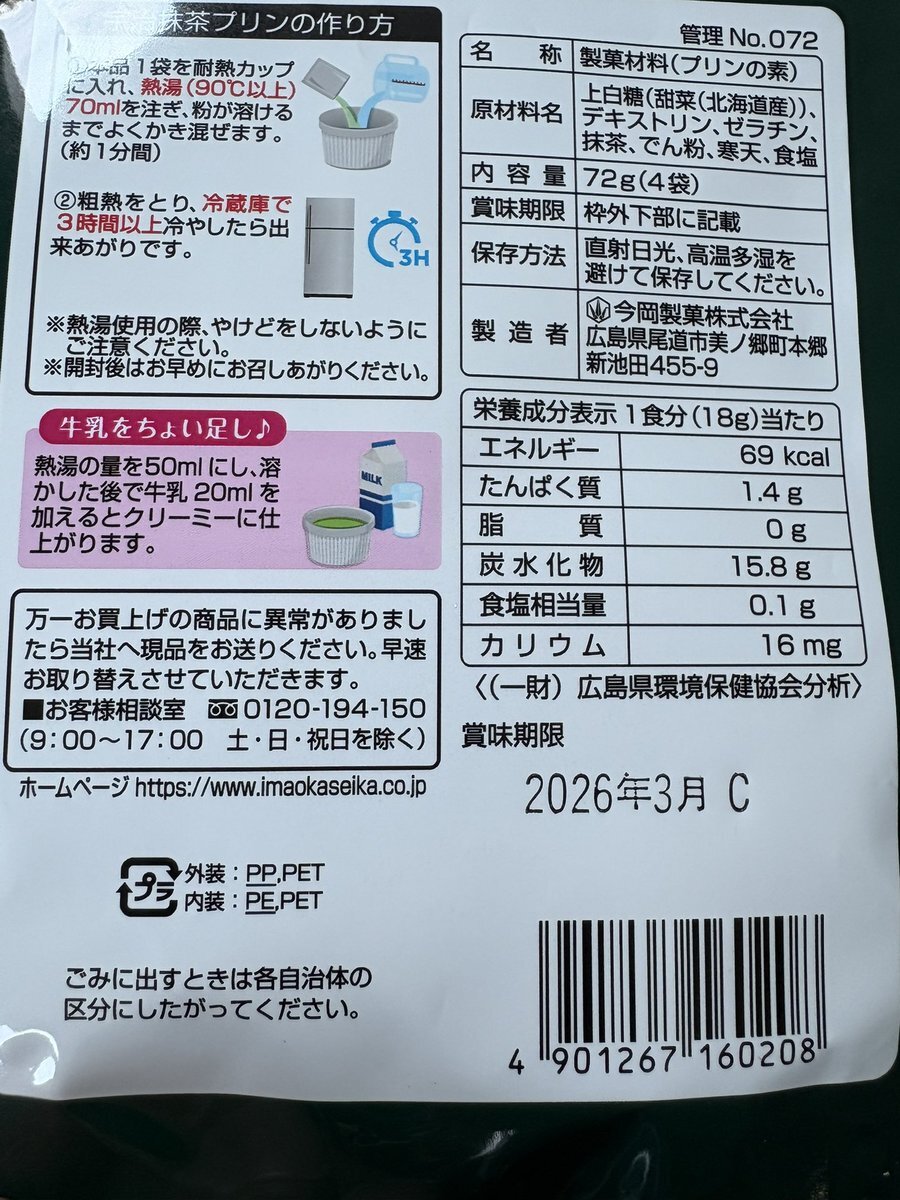 抹茶プリンの作り方
①本品1袋を耐熱カップ
に入れ、熱湯(90℃以上)
70mlを注ぎ、粉が溶ける
までよくかき混ぜます。
(約1分間)
②粗熱をとり、冷蔵庫で
3時間以上冷やしたら出
来あがりです。
3H
※熱湯使用の際、やけどをしないように
ご注意ください。
※開封後はお早めにお召しあがりください。
牛乳をちょい足し♪
熱湯の量を50mlにし、溶
かした後で牛乳20mlを
加えるとクリーミーに仕
上がります。
MILK
万一お買上げの商品に異常がありまし
たら当社へ現品をお送りください。早速
お取り替えさせていただきます。
■お客様相談室 0120-194-150
(9:00〜17:00 土・日・祝日を除く)
ホームページ https://www.imaokaseika.co.jp
プラ
外装:PP,PET
内装:PE,PET
ごみに出すときは各自治体の
区分にしたがってください。
管理 No.072
名称 製菓材料(プリンの素)
原材料名 上白糖(甜菜(北海道産))、
デキストリン、ゼラチン、
抹茶、でん粉、寒天、食塩
内容量 72g(4袋)
賞味期限 枠外下部に記載
保存方法 直射日光、高温多湿を
避けて保存してください。
製造者 今岡製菓株式会社
広島県尾道市美ノ郷町本郷
新池田455-9
栄養成分表示 1食分(18g)当たり
エネルギー 69 kcal
たんぱく質 1.4 g
脂質 0 g
炭水化物 15.8 g
食塩相当量 0.1 g
カリウム 16 mg
〈(一財)広島県環境保健協会分析〉
賞味期限
2026年3月 C
4 901267 160208